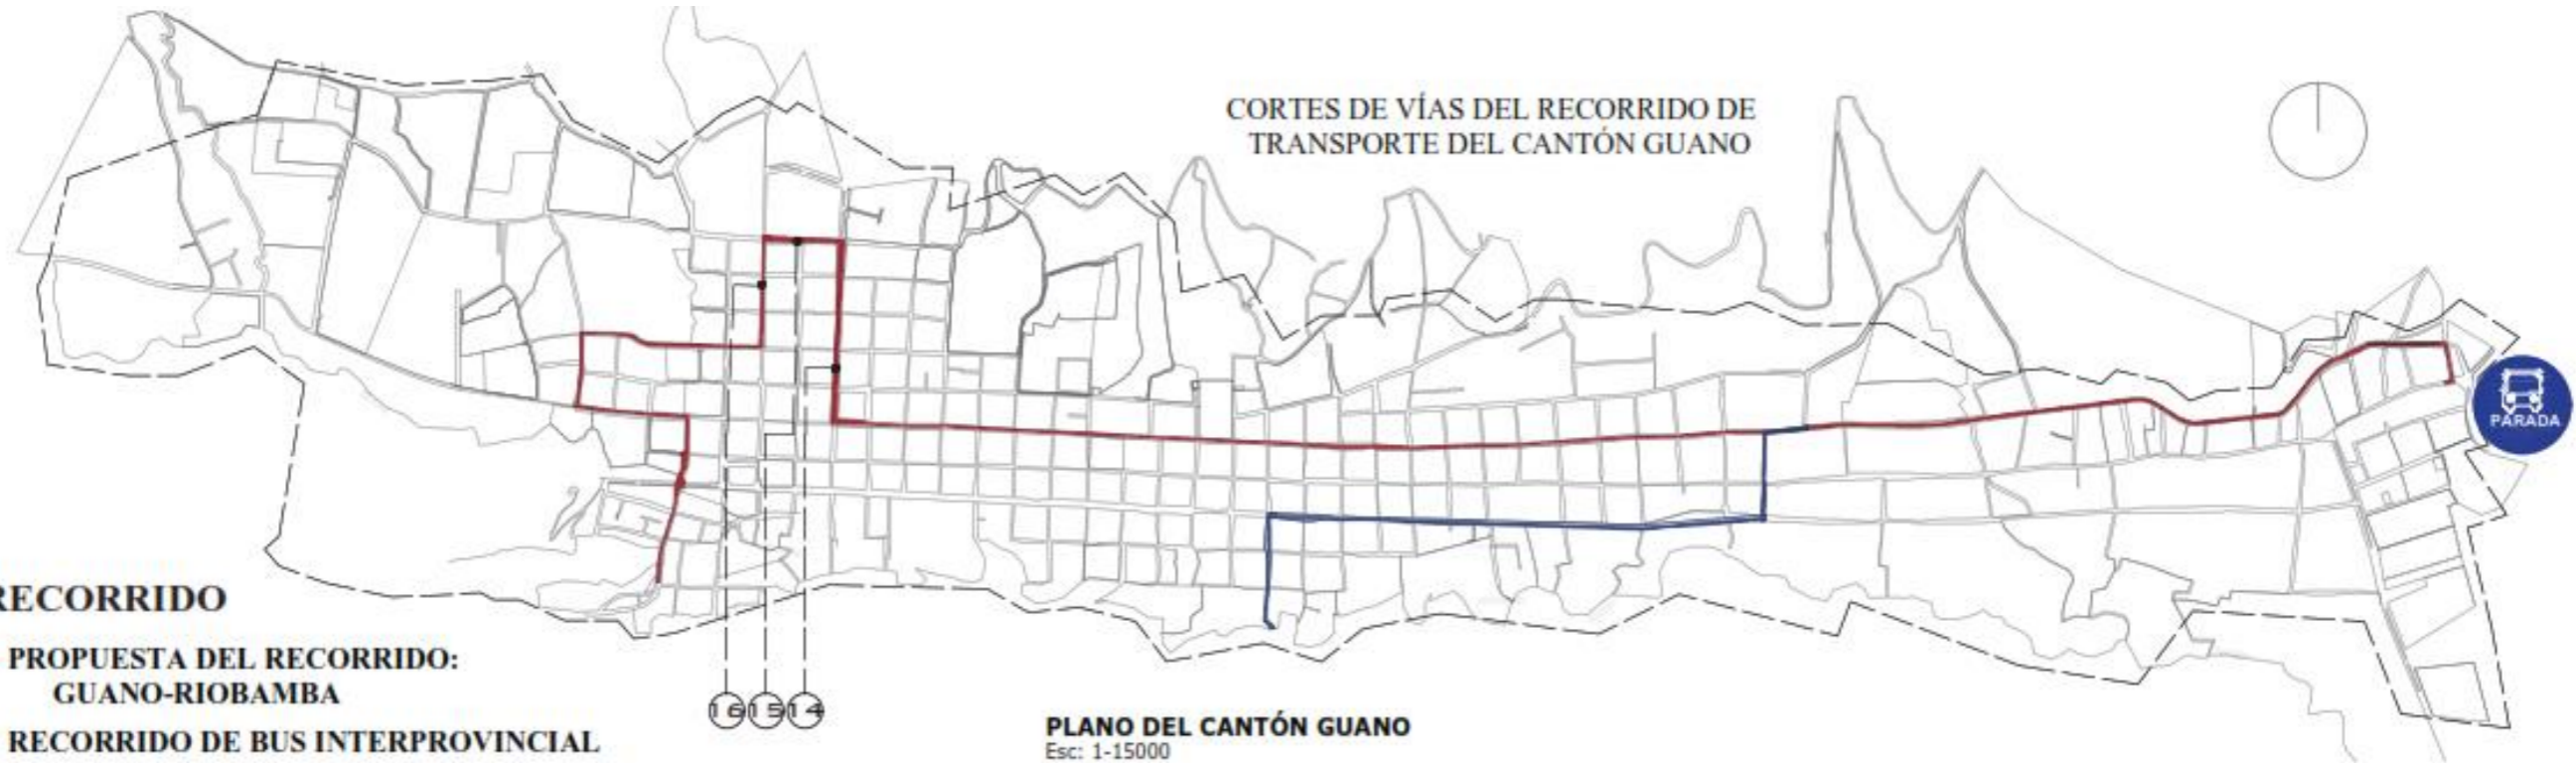 CORTES DE VÍAS DEL RECORRIDO DE
TRANSPORTE DEL CANTÓN GUANO
PARADA
RECORRIDO
PROPUESTA DEL RECORRIDO:
GUANO-RIOBAMBA
RECORRIDO DE BUS INTERPROVINCIAL
16 15 14
PLANO DEL CANTÓN GUANO
Esc: 1-15000